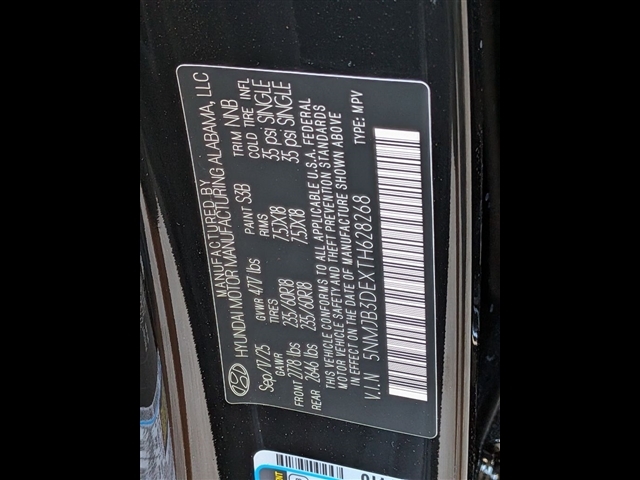 MANUFACTURED BY
HYUNDAI MOTOR MANUFACTURING ALABAMA, LLC
Sep/17/25 GVWR 4717 lbs PAINT S3B TRIM NNB
GAWR TIRES RIMS COLD TIRE INFL
FRONT 2778 lbs 235/60R18 7.5JX18 35 psi SINGLE
REAR 2646 lbs 235/60R18 7.5JX18 35 psi SINGLE
THIS VEHICLE CONFORMS TO ALL APPLICABLE U.S.A. FEDERAL
MOTOR VEHICLE SAFETY AND THEFT PREVENTION STANDARDS
IN EFFECT ON THE DATE OF MANUFACTURE SHOWN ABOVE
V.I.N 5NMJB3DEXTH628268 TYPE: MPV